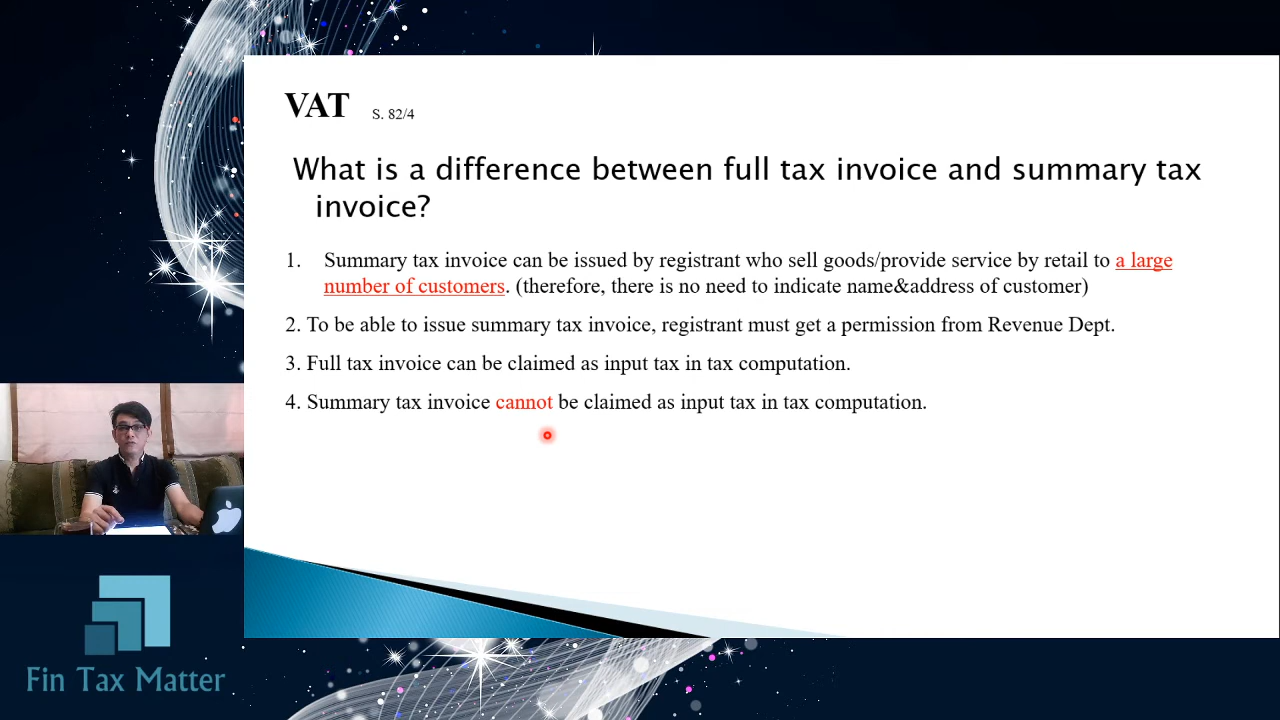 VAT S. 82/4
What is a difference between full tax invoice and summary tax
invoice?
1. Summary tax invoice can be issued by registrant who sell goods/provide service by retail to a large
number of customers. (therefore, there is no need to indicate name&address of customer)
2. To be able to issue summary tax invoice, registrant must get a permission from Revenue Dept.
3. Full tax invoice can be claimed as input tax in tax computation.
4. Summary tax invoice cannot be claimed as input tax in tax computation.
Fin Tax Matter